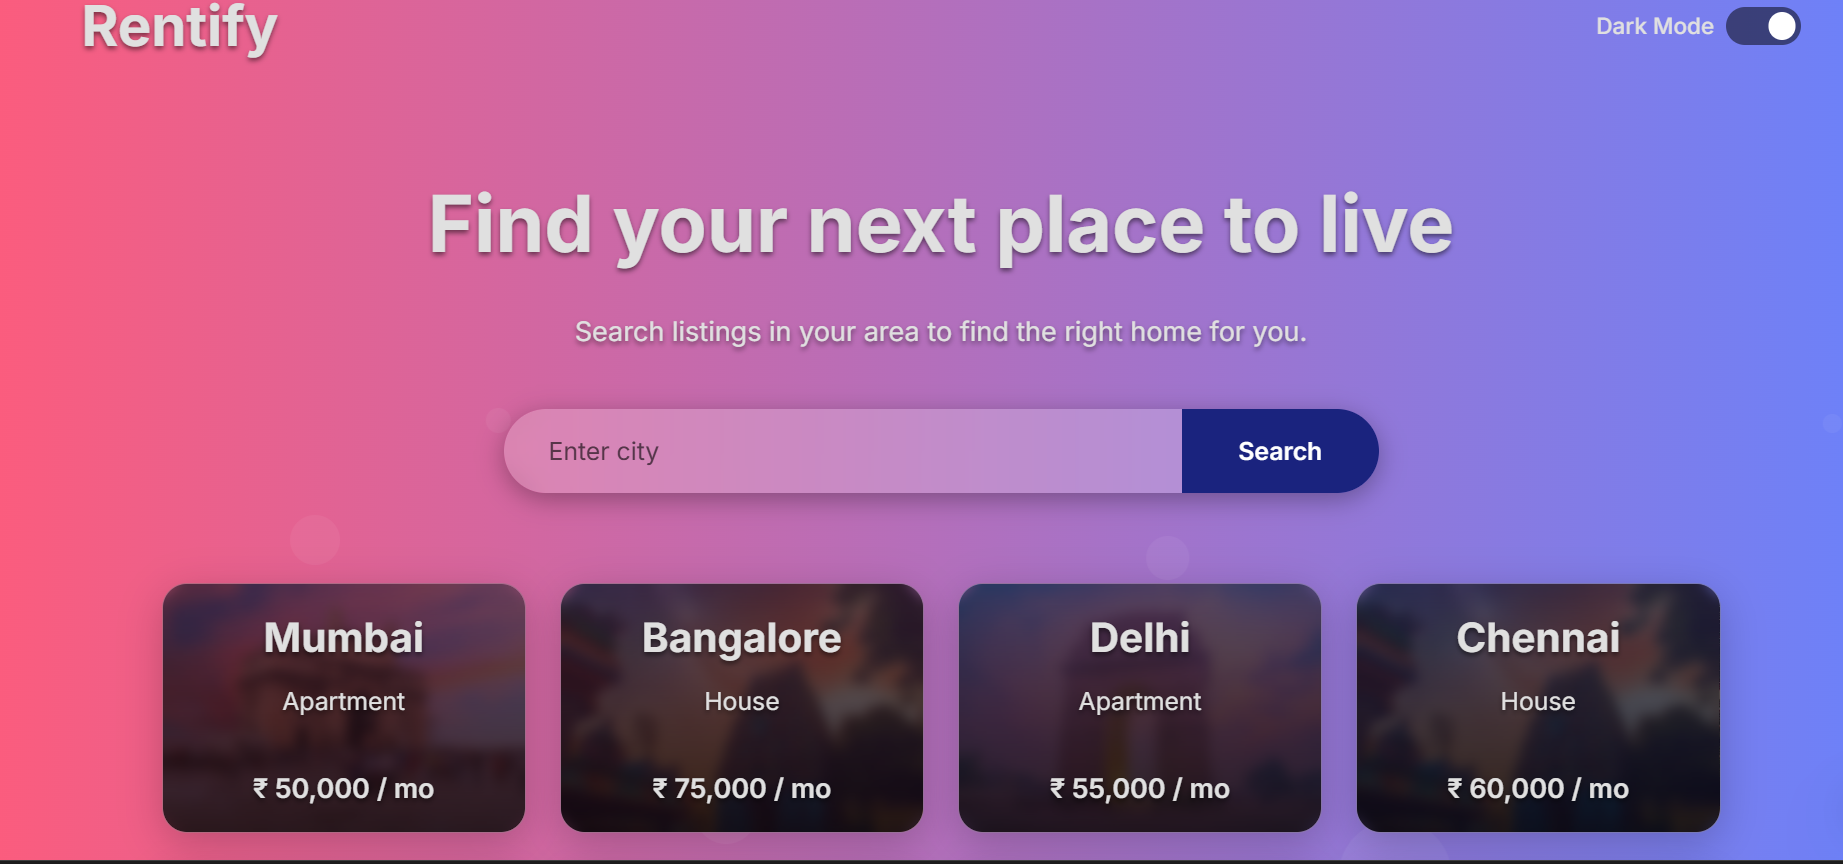 Rentify
Dark Mode
Find your next place to live
Search listings in your area to find the right home for you.
Enter city
Search
Mumbai
Apartment
₹ 50,000 / mo
Bangalore
House
₹ 75,000 / mo
Delhi
Apartment
₹ 55,000 / mo
Chennai
House
₹ 60,000 / mo